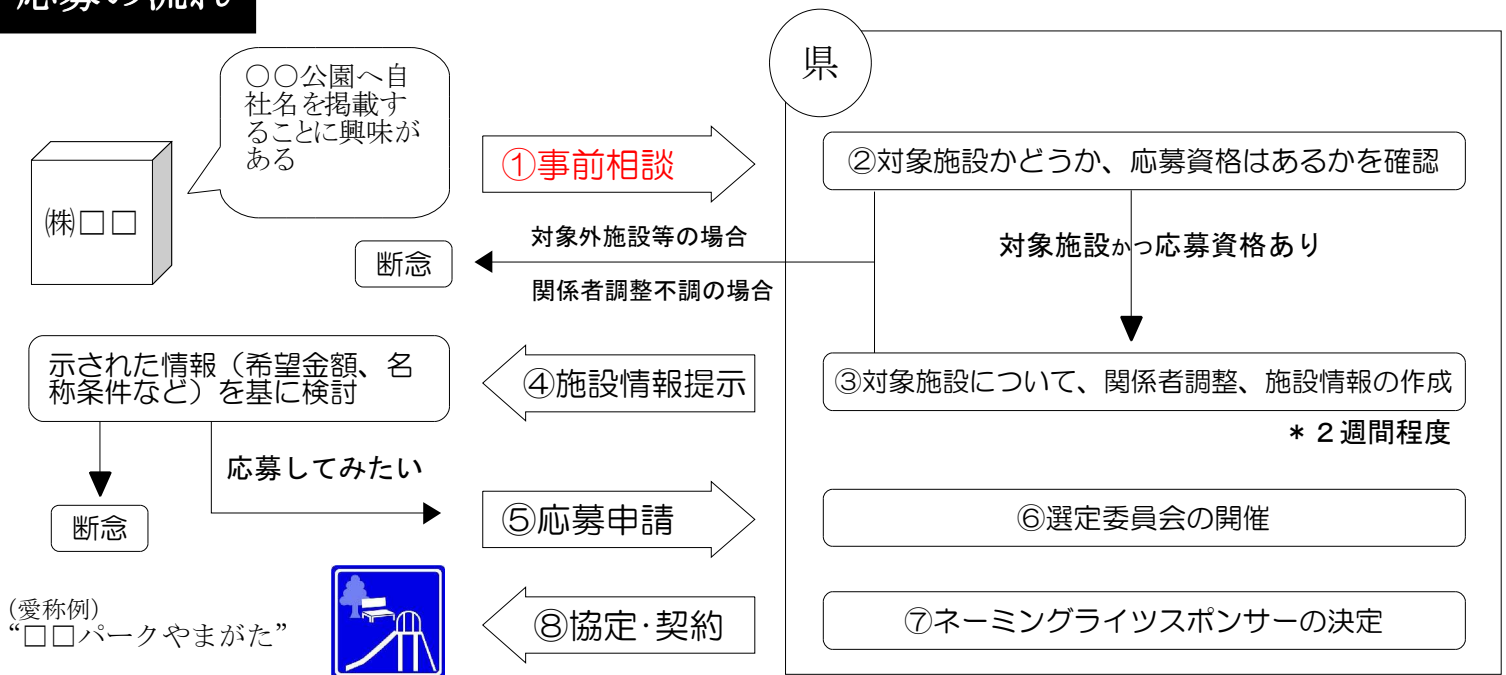 応募の流れ
県
〇〇公園へ自
社名を掲載す
ることに興味が
ある
㈱□□
①事前相談
②対象施設かどうか、応募資格はあるかを確認
対象外施設等の場合
対象施設かつ応募資格あり
断念
関係者調整不調の場合
示された情報（希望金額、名
称条件など）を基に検討
④施設情報提示
③対象施設について、関係者調整、施設情報の作成
＊２週間程度
応募してみたい
断念
⑤応募申請
⑥選定委員会の開催
(愛称例)
“□□パークやまがた”
⑧協定･契約
⑦ネーミングライツスポンサーの決定